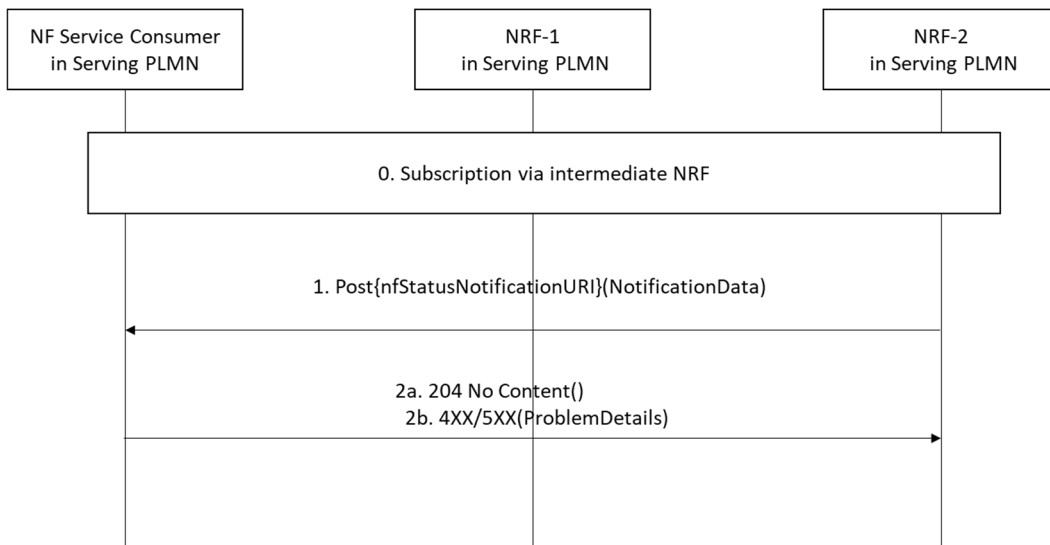 NF Service Consumer
in Serving PLMN
NRF-1
in Serving PLMN
NRF-2
in Serving PLMN
0. Subscription via intermediate NRF
1. Post{nfStatusNotificationURI}(NotificationData)
2a. 204 No Content()
2b. 4XX/5XX(ProblemDetails)